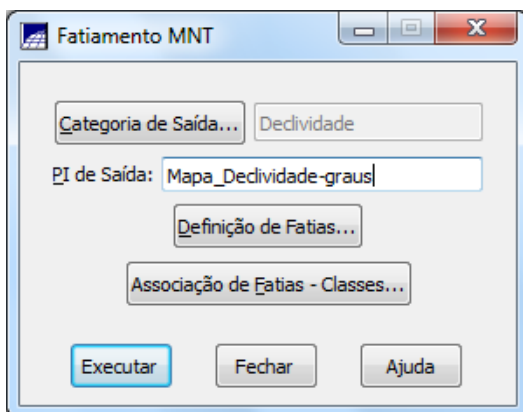 Fatiamento MNT
Categoria de Saída... Declividade
PI de Saída: Mapa_Declividade-graus
Definição de Fatias...
Associação de Fatias - Classes...
Executar Fechar Ajuda